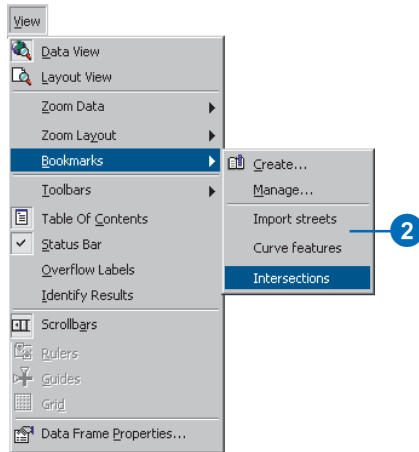 View
Data View
Layout View
Zoom Data
Zoom Layout
Bookmarks
Create...
Manage...
Import streets
Curve features
Intersections
2
Toolbars
Table Of Contents
Status Bar
Overflow Labels
Identify Results
Scrollbars
Rulers
Guides
Grid
Data Frame Properties...